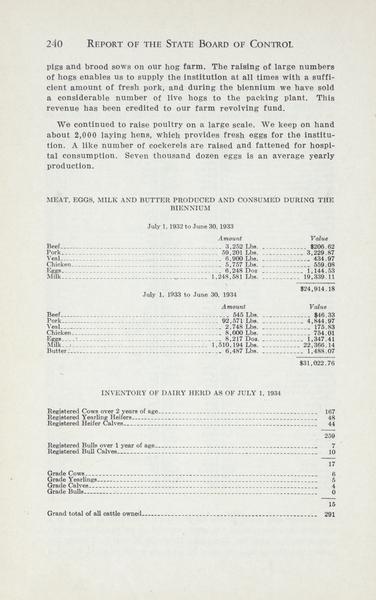 240 REPORT OF THE STATE BOARD OF CONTROL
pigs and brood sows on our hog farm. The raising of large numbers
of hogs enables us to supply the institution at all times with a suffi-
cient amount of fresh pork, and during the biennium we have sold
a considerable number of live hogs to the packing plant. This
revenue has been credited to our farm revolving fund.
We continued to raise poultry on a large scale. We keep on hand
about 2,000 laying hens, which provides fresh eggs for the institu-
tion. A like number of cockerels are raised and fattened for hospi-
tal consumption. Seven thousand dozen eggs is an average yearly
production.
MEAT, EGGS, MILK AND BUTTER PRODUCED AND CONSUMED DURING THE
BIENNIUM
July 1, 1932 to June 30, 1933
Amount Value
Beef 3,252 Lbs. $206.62
Pork 59,201 Lbs. 3,229.87
Veal 6,900 Lbs. 434.97
Chicken 5,757 Lbs. 559.08
Eggs 6,248 Doz 1,144.53
Milk 1,248,581 Lbs. 19,339.11
$24,914.18
July 1, 1933 to June 30, 1934
Amount Value
Beef 545 Lbs. $46.33
Pork 92,571 Lbs. 4,844.97
Veal 2,748 Lbs. 175.83
Chicken 8,000 Lbs. 754.01
Eggs 8,217 Doz. 1,347.41
Milk 1,510,194 Lbs. 22,366.14
Butter 6,487 Lbs. 1,488.07
$31,022.76
INVENTORY OF DAIRY HERD AS OF JULY 1, 1934
Registered Cows over 2 years of age 167
Registered Yearling Heifers 48
Registered Heifer Calves 44
259
Registered Bulls over 1 year of age 7
Registered Bull Calves 10
17
Grade Cows 6
Grade Yearlings 5
Grade Calves 4
Grade Bulls 0
15
Grand total of all cattle owned 291